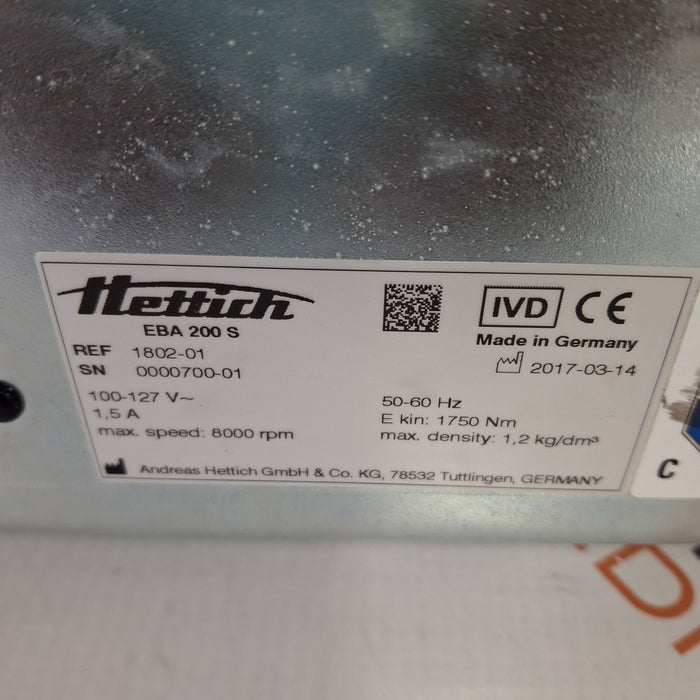 Hettich
EBA 200 S
REF 1802-01
SN 0000700-01
100-127 V~
1,5 A
max. speed: 8000 rpm
IVD CE
Made in Germany
2017-03-14
50-60 Hz
E kin: 1750 Nm
max. density: 1,2 kg/dm³
Andreas Hettich GmbH & Co. KG, 78532 Tuttlingen, GERMANY
C